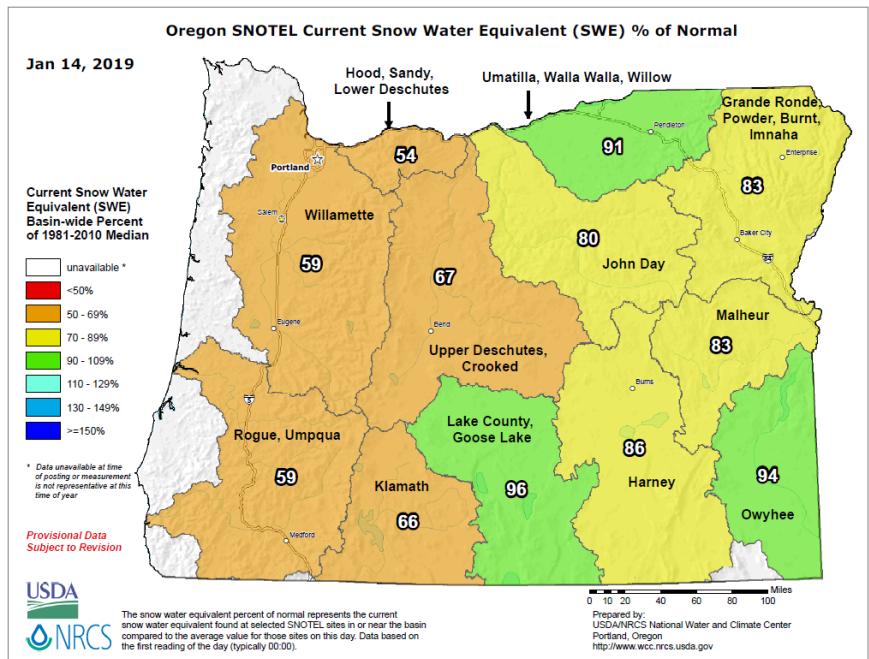 Oregon SNOTEL Current Snow Water Equivalent (SWE) % of Normal
Jan 14, 2019
Hood, Sandy,
Lower Deschutes
Umatilla, Walla Walla, Willow
Grande Ronde,
Powder, Burnt,
Imnaha
Pendleton
Enterprise
Portland
54
91
83
Current Snow Water
Equivalent (SWE)
Basin-wide Percent
of 1981-2010 Median
unavailable *
<50%
50 - 69%
70 - 89%
90 - 109%
110 - 129%
130 - 149%
>=150%
* Data unavailable at time
of posting or measurement
is not representative at this
time of year
Provisional Data
Subject to Revision
Salem
Willamette
59
Eugene
67
Bend
Upper Deschutes,
Crooked
80
John Day
Baker City
84
Malheur
83
Burns
5
Rogue, Umpqua
59
Medford
Klamath
66
Lake County,
Goose Lake
96
86
Harney
94
Owyhee
Miles
0 10 20 40 60 80 100
USDA
NRCS
The snow water equivalent percent of normal represents the current
snow water equivalent found at selected SNOTEL sites in or near the basin
compared to the average value for those sites on this day. Data based on
the first reading of the day (typically 00:00).
Prepared by:
USDA/NRCS National Water and Climate Center
Portland, Oregon
http://www.wcc.nrcs.usda.gov